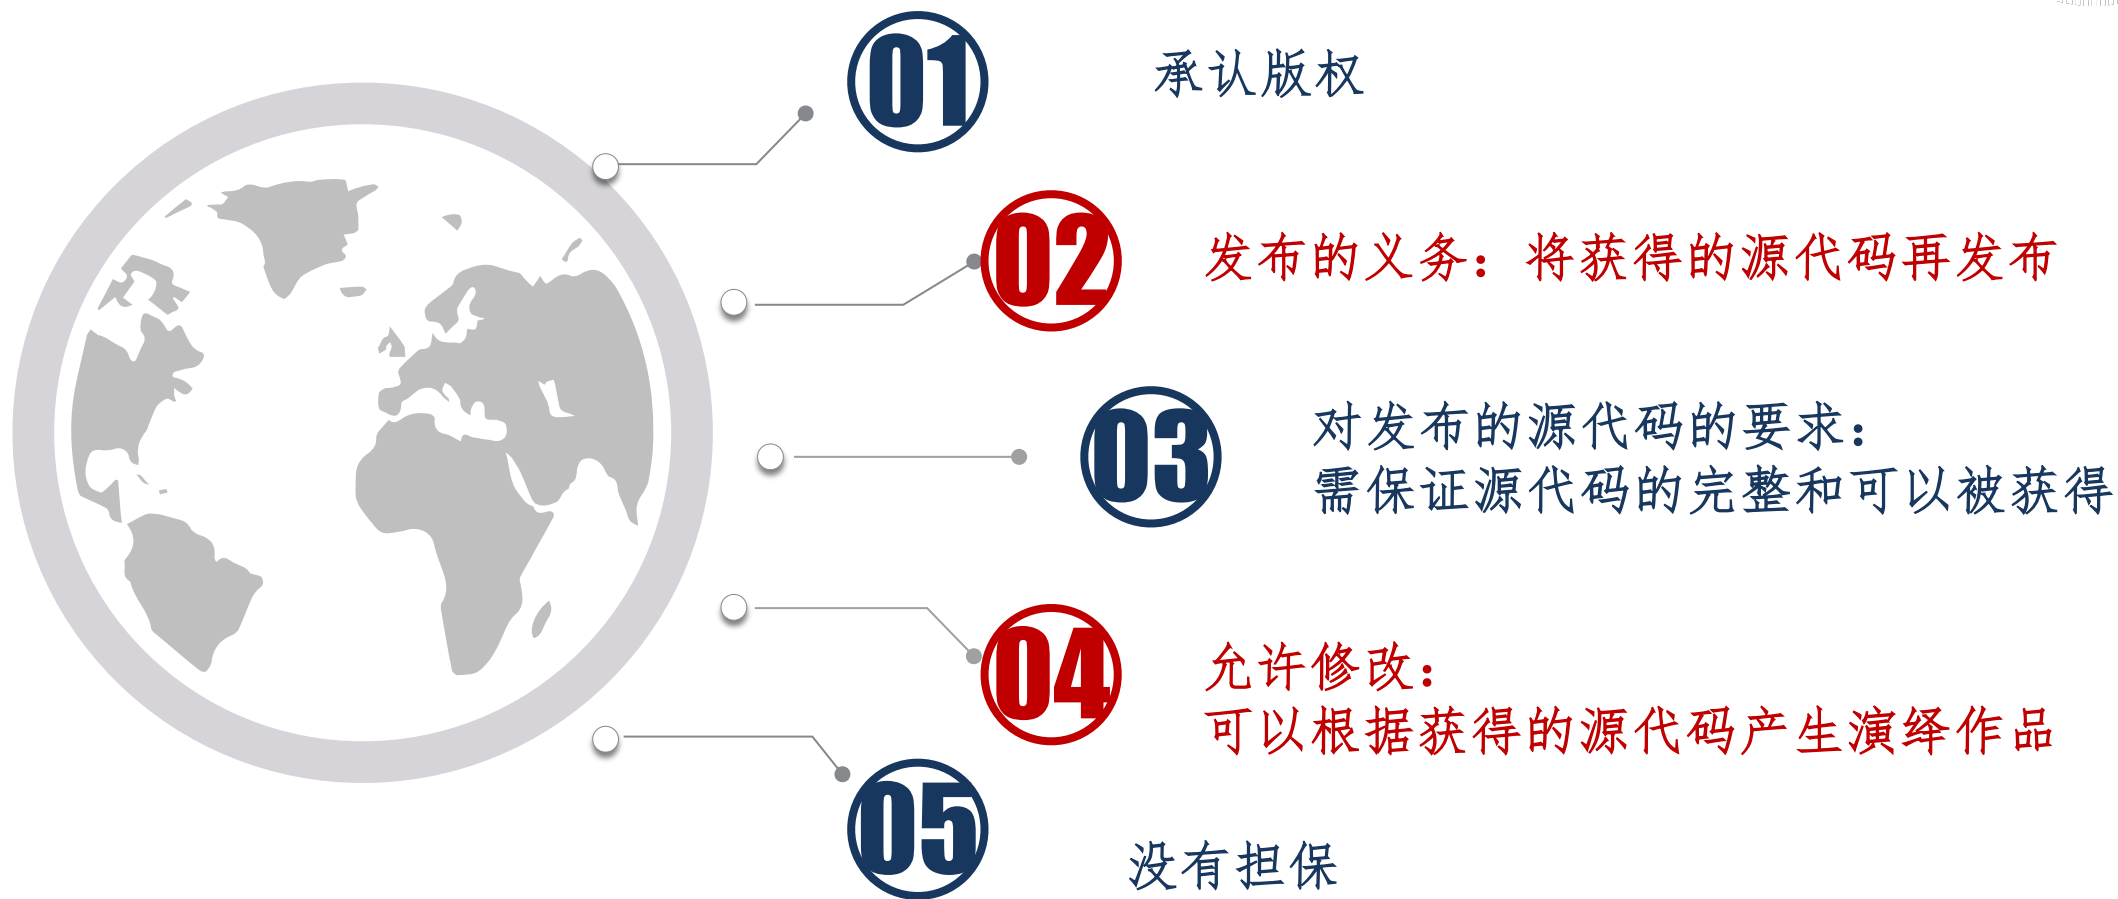 01
承认版权
02
发布的义务：将获得的源代码再发布
03
对发布的源代码的要求：
需保证源代码的完整和可以被获得
04
允许修改：
可以根据获得的源代码产生演绎作品
05
没有担保